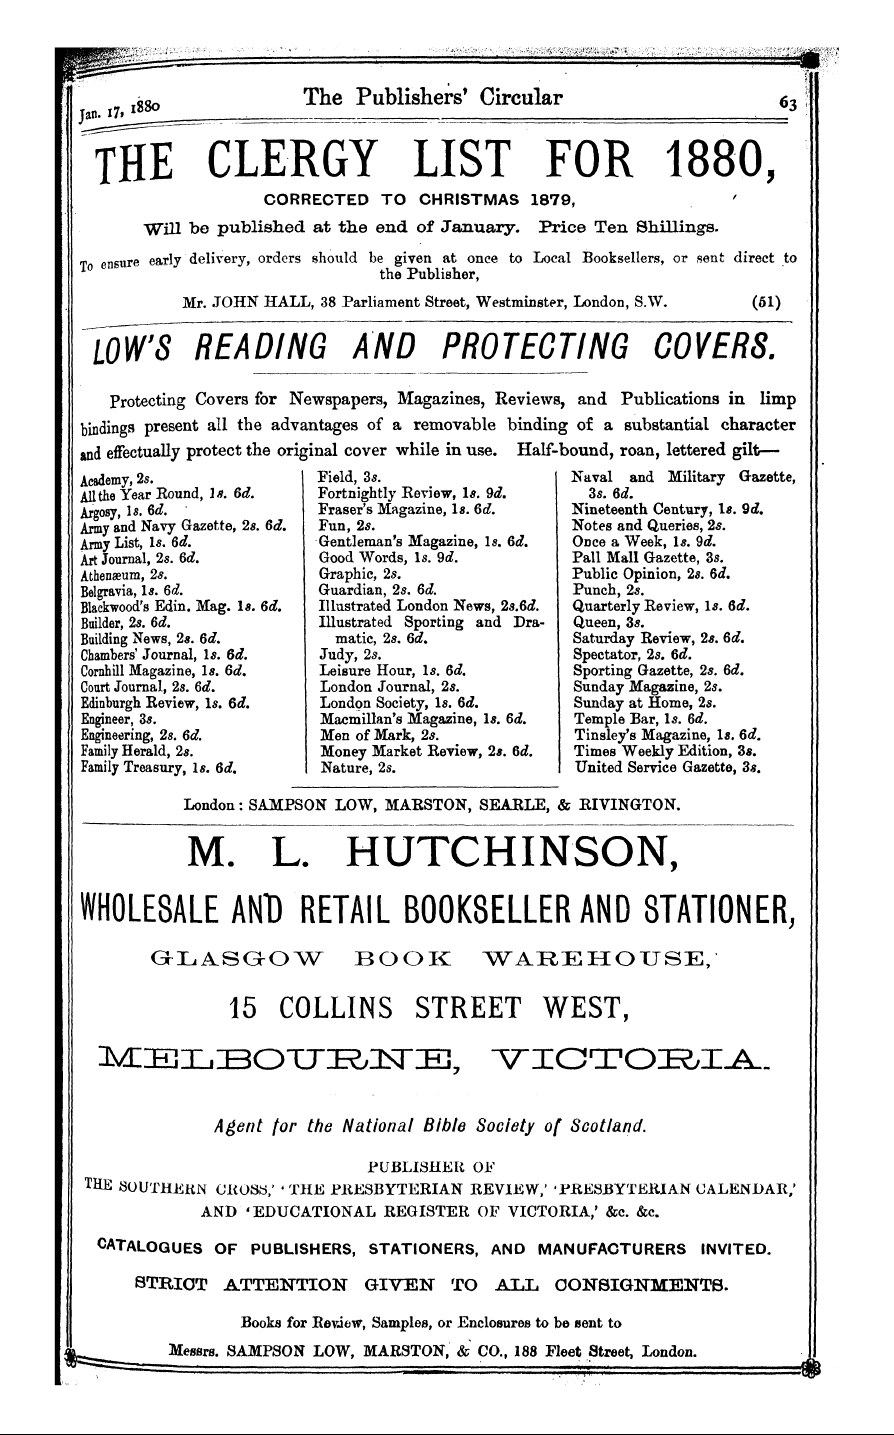 Jan. 17, 1880 The Publishers' Circular 63
THE CLERGY LIST FOR 1880,
CORRECTED TO CHRISTMAS 1879,
Will be published at the end of January. Price Ten Shillings.
To ensure early delivery, orders should be given at once to Local Booksellers, or sent direct to
the Publisher,
Mr. JOHN HALL, 38 Parliament Street, Westminster, London, S.W. (51)
LOW'S READING AND PROTECTING COVERS.
Protecting Covers for Newspapers, Magazines, Reviews, and Publications in limp
bindings present all the advantages of a removable binding of a substantial character
and effectually protect the original cover while in use. Half-bound, roan, lettered gilt—
Academy, 2s.
All the Year Round, 1s. 6d.
Argosy, 1s. 6d.
Army and Navy Gazette, 2s. 6d.
Army List, 1s. 6d.
Art Journal, 2s. 6d.
Athenæum, 2s.
Belgravia, 1s. 6d.
Blackwood's Edin. Mag. 1s. 6d.
Builder, 2s. 6d.
Building News, 2s. 6d.
Chambers' Journal, 1s. 6d.
Cornhill Magazine, 1s. 6d.
Court Journal, 2s. 6d.
Edinburgh Review, 1s. 6d.
Engineer, 3s.
Engineering, 2s. 6d.
Family Herald, 2s.
Family Treasury, 1s. 6d.
Field, 3s.
Fortnightly Review, 1s. 9d.
Fraser's Magazine, 1s. 6d.
Fun, 2s.
Gentleman's Magazine, 1s. 6d.
Good Words, 1s. 9d.
Graphic, 2s.
Guardian, 2s. 6d.
Illustrated London News, 2s.6d.
Illustrated Sporting and Dra-
matic, 2s. 6d.
Judy, 2s.
Leisure Hour, 1s. 6d.
London Journal, 2s.
London Society, 1s. 6d.
Macmillan's Magazine, 1s. 6d.
Men of Mark, 2s.
Money Market Review, 2s. 6d.
Nature, 2s.
Naval and Military Gazette,
3s. 6d.
Nineteenth Century, 1s. 9d.
Notes and Queries, 2s.
Once a Week, 1s. 9d.
Pall Mall Gazette, 3s.
Public Opinion, 2s. 6d.
Punch, 2s.
Quarterly Review, 1s. 6d.
Queen, 3s.
Saturday Review, 2s. 6d.
Spectator, 2s. 6d.
Sporting Gazette, 2s. 6d.
Sunday Magazine, 2s.
Sunday at Home, 2s.
Temple Bar, 1s. 6d.
Tinsley's Magazine, 1s. 6d.
Times Weekly Edition, 3s.
United Service Gazette, 3s.
London: SAMPSON LOW, MARSTON, SEARLE, & RIVINGTON.
M. L. HUTCHINSON,
WHOLESALE AND RETAIL BOOKSELLER AND STATIONER,
GLASGOW BOOK WAREHOUSE,
15 COLLINS STREET WEST,
MELBOURNE, VICTORIA.
Agent for the National Bible Society of Scotland.
PUBLISHER OF
THE SOUTHERN CROSS,' 'THE PRESBYTERIAN REVIEW,' 'PRESBYTERIAN CALENDAR,'
AND 'EDUCATIONAL REGISTER OF VICTORIA,' &c. &c.
CATALOGUES OF PUBLISHERS, STATIONERS, AND MANUFACTURERS INVITED.
STRICT ATTENTION GIVEN TO ALL CONSIGNMENTS.
Books for Review, Samples, or Enclosures to be sent to
Messrs. SAMPSON LOW, MARSTON, & CO., 188 Fleet Street, London.